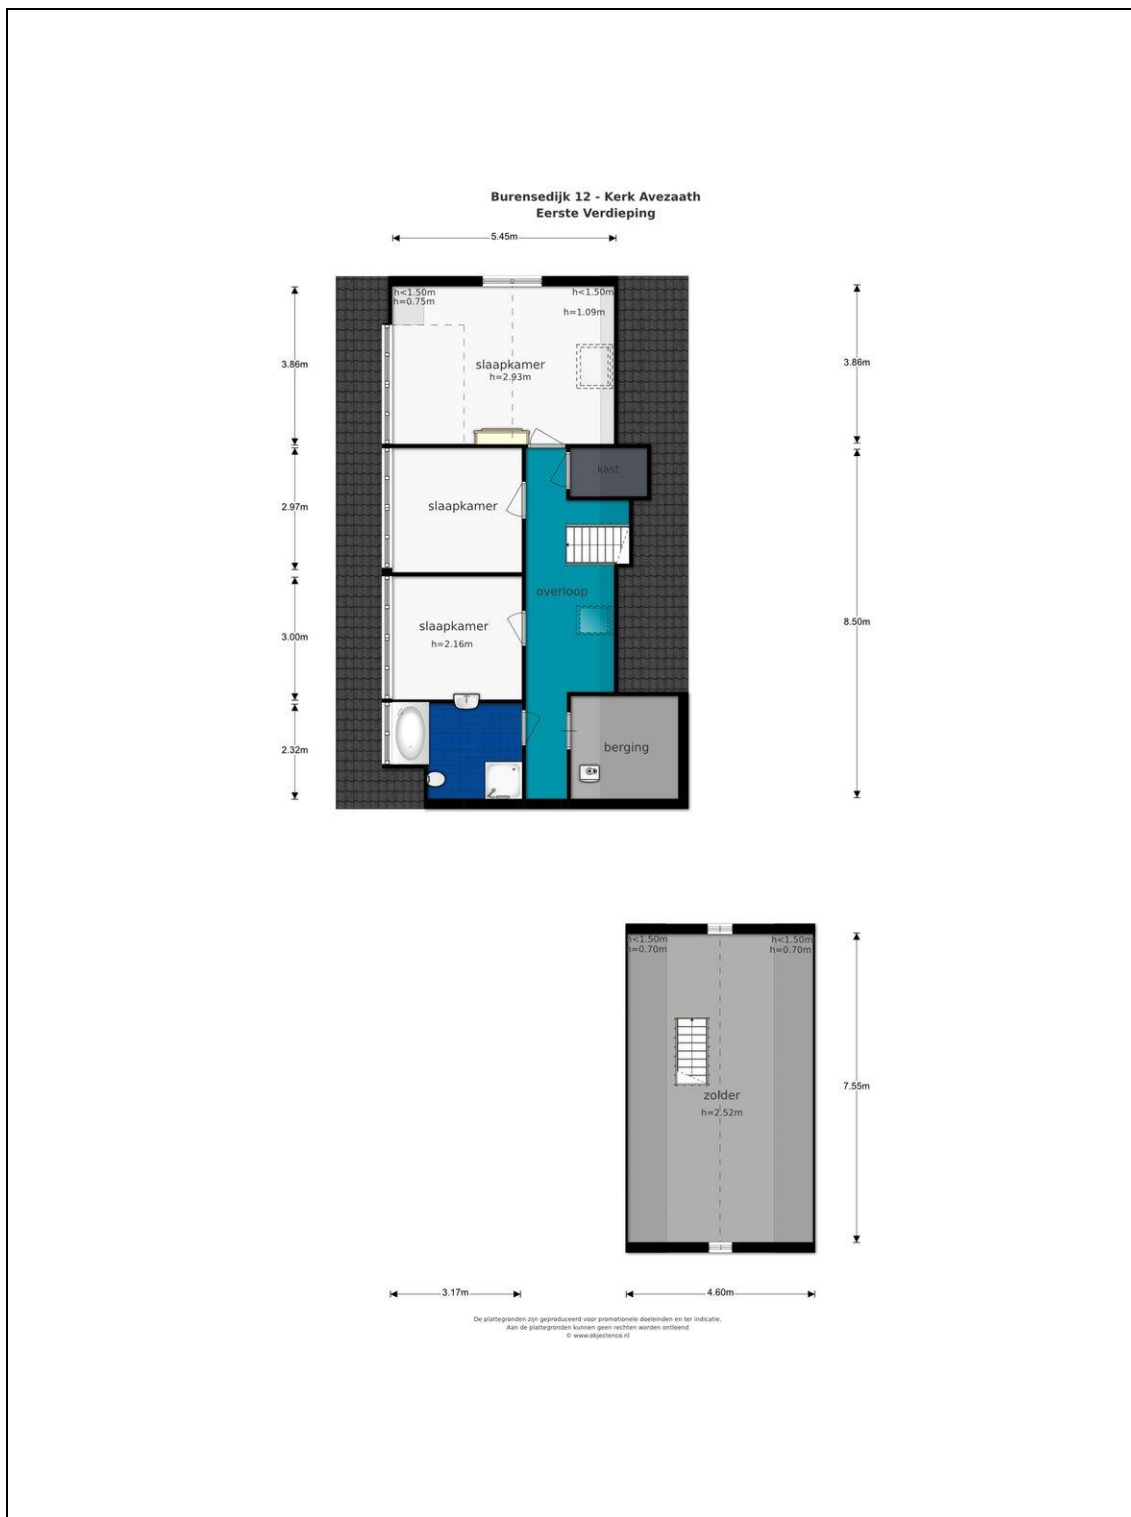 Burensedijk 12 - Kerk Avezaath
Eerste Verdieping
5.45m
h<1.50m
h=0.75m
h<1.50m
h=1.09m
3.86m
slaapkamer
h=2.93m
3.86m
kast
2.97m
slaapkamer
overloop
8.50m
3.00m
slaapkamer
h=2.16m
2.32m
berging
h<1.50m
h=0.70m
h<1.50m
h=0.70m
7.55m
zolder
h=2.52m
3.17m
4.60m
De plattegronden zijn geproduceerd voor promotionele doeleinden en ter indicatie.
Aan de plattegronden kunnen geen rechten worden ontleend
© www.objectenco.nl